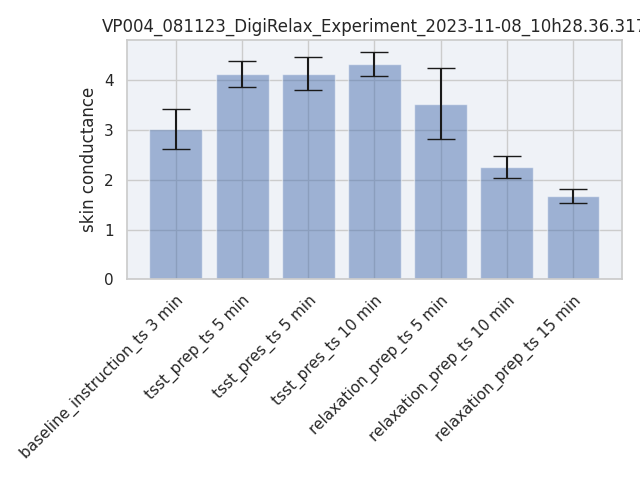 VP004_081123_DigiRelax_Experiment_2023-11-08_10h28.36.317
skin conductance
4
3
2
1
0
baseline_instruction_ts 3 min
tsst_prep_ts 5 min
tsst_pres_ts 5 min
tsst_pres_ts 10 min
relaxation_prep_ts 5 min
relaxation_prep_ts 10 min
relaxation_prep_ts 15 min